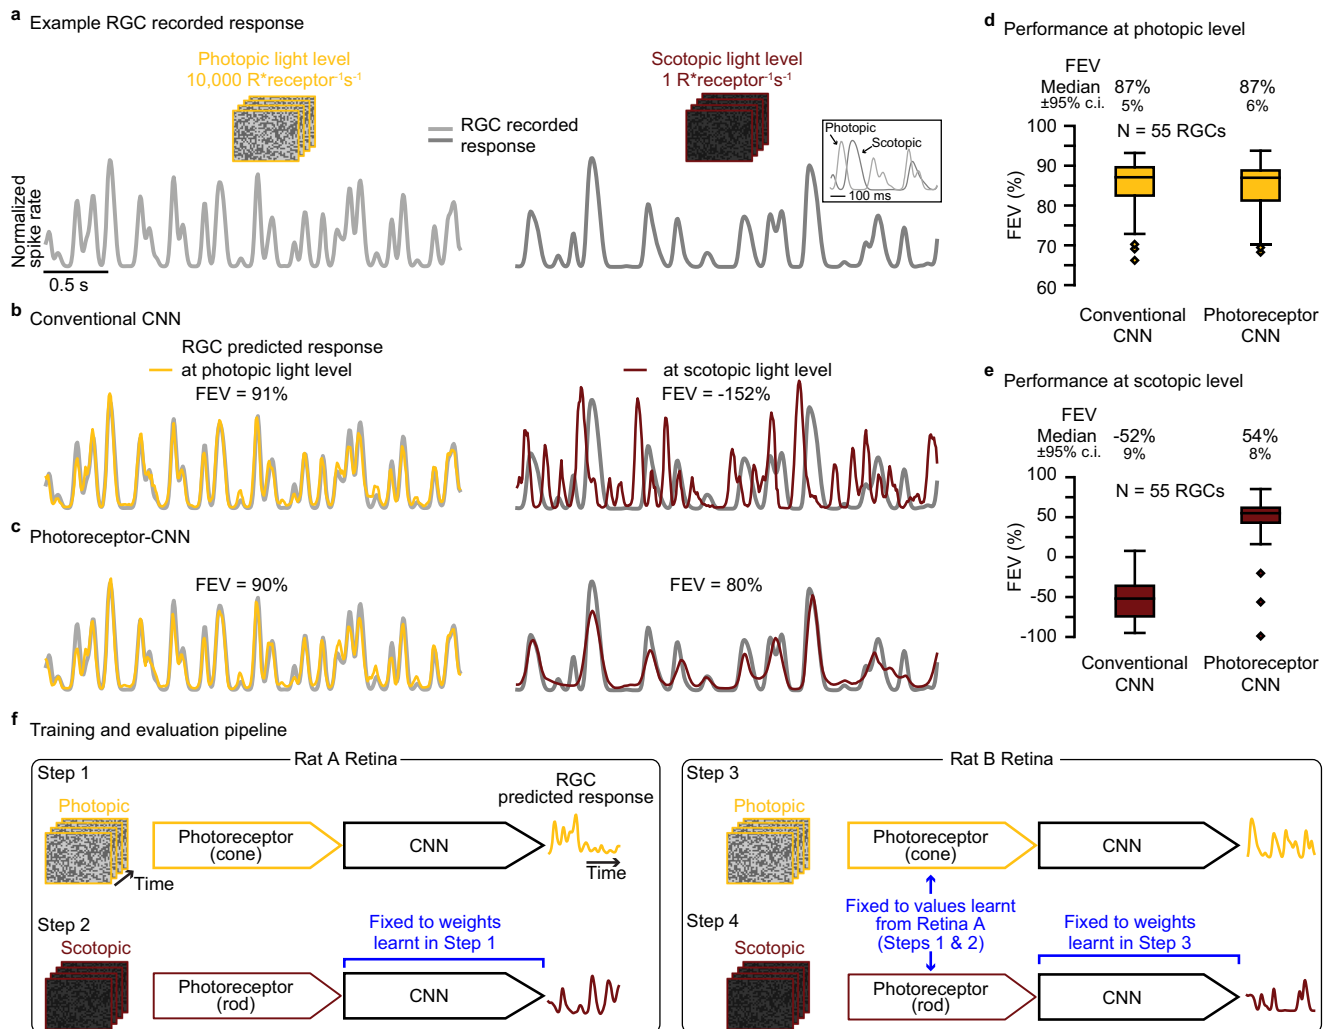 a Example RGC recorded response
Photopic light level
10,000 R*receptor⁻¹s⁻¹
Scotopic light level
1 R*receptor⁻¹s⁻¹
RGC recorded
response
Photopic
Scotopic
100 ms
Normalized
spike rate
0.5 s
b Conventional CNN
RGC predicted response
at photopic light level
FEV = 91%
at scotopic light level
FEV = -152%
c Photoreceptor-CNN
FEV = 90%
FEV = 80%
d Performance at photopic level
FEV
Median 87% 87%
±95% c.i. 5% 6%
N = 55 RGCs
FEV (%)
100
90
80
70
60
Conventional
CNN
Photoreceptor
CNN
e Performance at scotopic level
FEV
Median -52% 54%
±95% c.i. 9% 8%
N = 55 RGCs
FEV (%)
100
50
0
-50
-100
Conventional
CNN
Photoreceptor
CNN
f Training and evaluation pipeline
Rat A Retina
Step 1
Photopic
Time
Photoreceptor
(cone)
CNN
RGC
predicted response
Time
Step 2
Scotopic
Photoreceptor
(rod)
Fixed to weights
learnt in Step 1
CNN
Rat B Retina
Step 3
Photopic
Photoreceptor
(cone)
CNN
Fixed to values learnt
from Retina A
(Steps 1 & 2)
Step 4
Scotopic
Photoreceptor
(rod)
Fixed to weights
learnt in Step 3
CNN